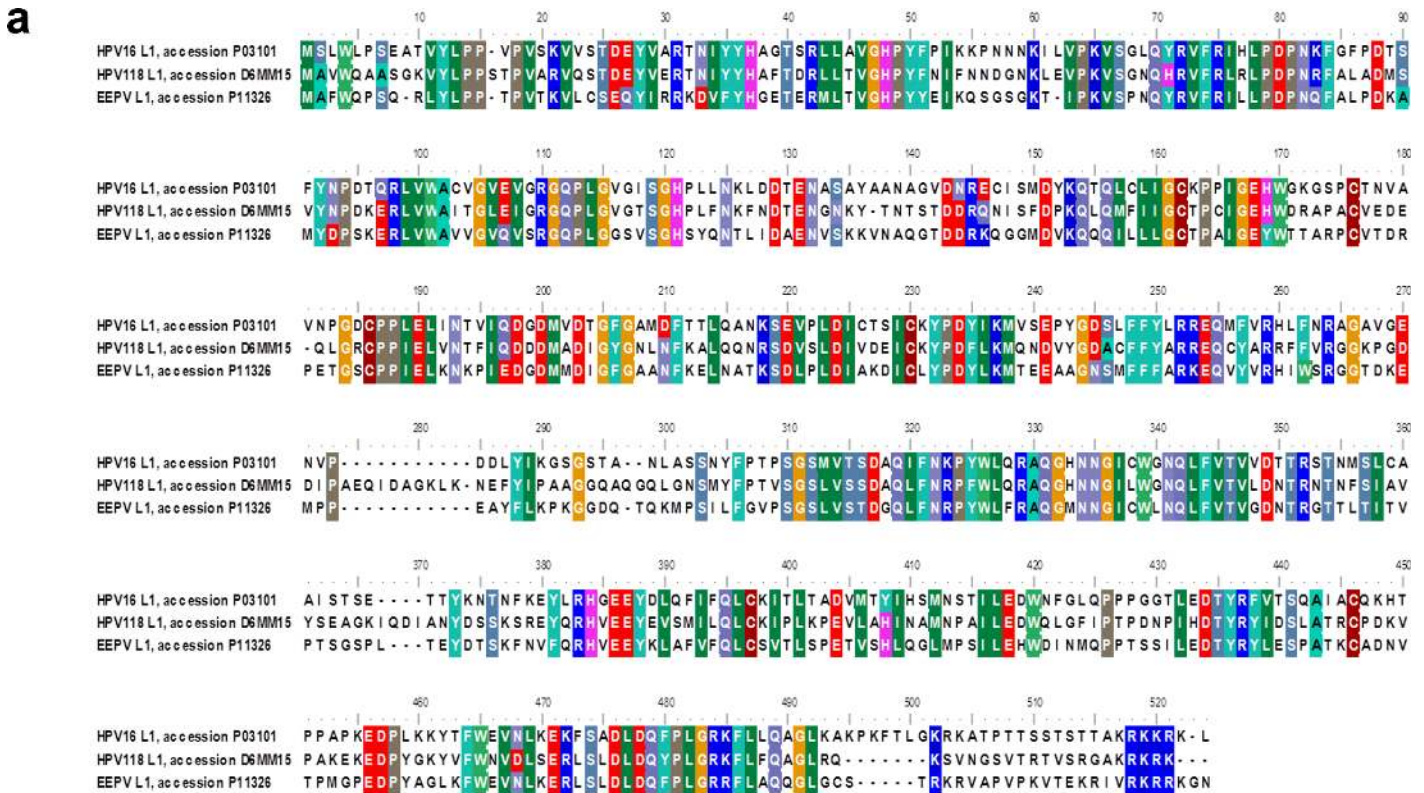 a
10 20 30 40 50 60 70 80 90
HPV16 L1, accession P03101 MSLWLPSEATVYLPP-VPVSKVVSTDEYVARTNIYYHAGTSRLLAVGHPYFPIKKPNNNKILVPKVSGLQYRVFRIHLPDPNKFGFPDTS
HPV118 L1, accession D6MM15 MAVWQAASGKVYLPPSTPVARVQSTDEYVERTNIYYHAFTDRLLTVGHPYFNIFNNDGNKLEVPKVSGNQHRVFRLRLPDPNRFALADMS
EEPV L1, accession P11326 MAFWQPSQ-RLYLPP-TPVTKVLCSEQYIRRKDVFYHGETERMLTVGHPYYEIKQSGSGKT-IPKVSPNQYRVFRILLPDPNQFALPDKA
100 110 120 130 140 150 160 170 180
HPV16 L1, accession P03101 FYNPDTQRLVWACVGVEVGRGQPLGVGISGHPLLNKLDDTENASAYAANAGVDNRECISMDYKQTQLCLIGCKPPIGEHWGKGSPCTNVA
HPV118 L1, accession D6MM15 VYNPDKERLVWAITGLEIGRGQPLGVGTSGHPLFNKFNDTENGNKY-TNTSTDDRQNISFDPKQLQMFIIGCTPCIGEHWDRAPACVEDE
EEPV L1, accession P11326 MYDPSKERLVWAVVGVQVSRGQPLGGSVSGHSYQNTLIDAENVSKKVNAQGTDDRKQGGMDVKQQQILLLGCTPAIGEYWTTARPCVTDR
190 200 210 220 230 240 250 260 270
HPV16 L1, accession P03101 VNPGDCPPLELINTVIQDGDMVDTGFGAMDFTTLQANKSEVPLDICTSICKYPDYIKMVSEPYGDSLFFYLRREQMFVRHLFNRAGAVGE
HPV118 L1, accession D6MM15 -QLGRCPPIELVNTFIQDDDMADIGYGNLNFKALQQNRSDVSLDIVDEICKYPDFLKMQNDVYGDACFFYARREQCYARRFFVRGGKPGD
EEPV L1, accession P11326 PETGSCPPIELKNKPIEDGDMMDIGFGAANFKELNATKSDLPLDIAKDICLYPDYLKMTEEAAGNSMFFFARKEQVYVRHIWSRGGTDKE
280 290 300 310 320 330 340 350 360
HPV16 L1, accession P03101 NVP-----------DDLYIKGSGSTA--NLASSNYFPTPSGSMVTSDAQIFNKPYWLQRAQGHNNGICWGNQLFVTVVDTTRSTNMSLCA
HPV118 L1, accession D6MM15 DIPAEQIDAGKLK-NEFYIPAAGGQAQGQLGNSMYFPTVSGSLVSSDAQLFNRPFWLQRAQGHNNGILWGNQLFVTVLDNTRNTNFSIAV
EEPV L1, accession P11326 MPP-----------EAYFLKPKGGDQ-TQKMPSILFGVPSGSLVSTDGQLFNRPYWLFRAQGMNNGICWLNQLFVTVGDNTRGTTLTITV
370 380 390 400 410 420 430 440 450
HPV16 L1, accession P03101 AISTSE----TTYKNTNFKEYLRHGEEYDLQFIFQLCKITLTADVMTYIHSMNSTILEDWNFGLQPPPGGTLEDTYRFVTSQAIACQKHT
HPV118 L1, accession D6MM15 YSEAGKIQDIANYDSSKSREYQRHVEEYEVSMILQLCKIPLKPEVLAHINAMNPAILEDWQLGFIPTPDNPIHDTYRYIDSLATRCPDKV
EEPV L1, accession P11326 PTSGSPL---TEYDTSKFNVFQRHVEEYKLAFVFQLCSVTLSPETVSHLQGLMPSILEHWDINMQPPTSSILEDTYRYLESPATKCADNV
460 470 480 490 500 510 520
HPV16 L1, accession P03101 PPAPKEDPLKKYTFWEVNLKEKFSADLDQFPLGRKFLLQAGLKAKPKFTLGKRKATPTTSSTSTTAKRKKRK-L
HPV118 L1, accession D6MM15 PAKEKEDPYGKYVFWNVDLSERLSLDLDQYPLGRKFLFQAGLRQ------KSVNGSVTRTVSRGAKRKRK--
EEPV L1, accession P11326 TPMGPEDPYAGLKFWEVNLKERLSLDLDQFPLGRRFLAQQGLGCS-----TRKRVAPVPKVTEKRIVRKRRKGN